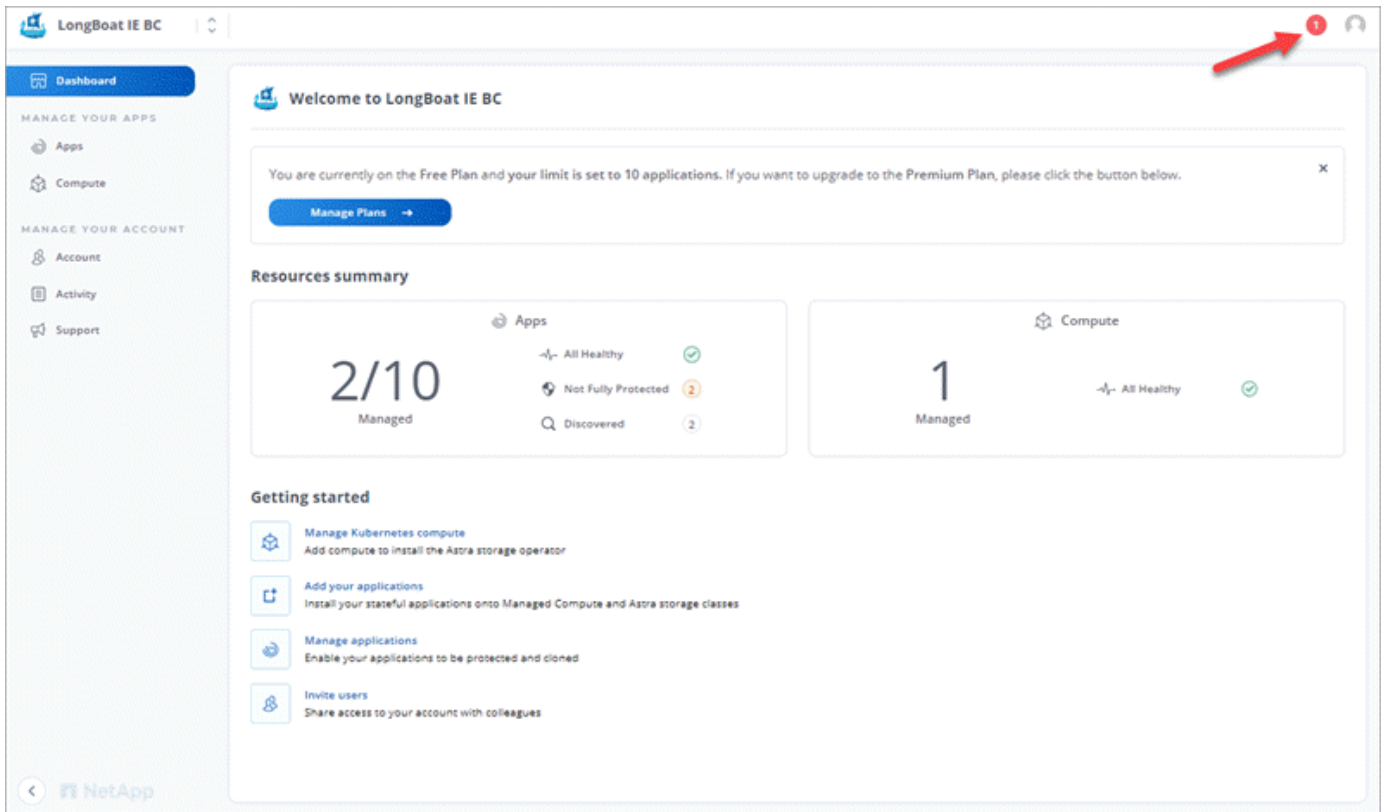 LongBoat IE BC
1
Dashboard
MANAGE YOUR APPS
Apps
Compute
MANAGE YOUR ACCOUNT
Account
Activity
Support
NetApp
Welcome to LongBoat IE BC
You are currently on the Free Plan and your limit is set to 10 applications. If you want to upgrade to the Premium Plan, please click the button below.
Manage Plans
Resources summary
Apps
2/10
Managed
All Healthy
Not Fully Protected 2
Discovered 2
Compute
1
Managed
All Healthy
Getting started
Manage Kubernetes compute
Add compute to install the Astra storage operator
Add your applications
Install your stateful applications onto Managed Compute and Astra storage classes
Manage applications
Enable your applications to be protected and cloned
Invite users
Share access to your account with colleagues